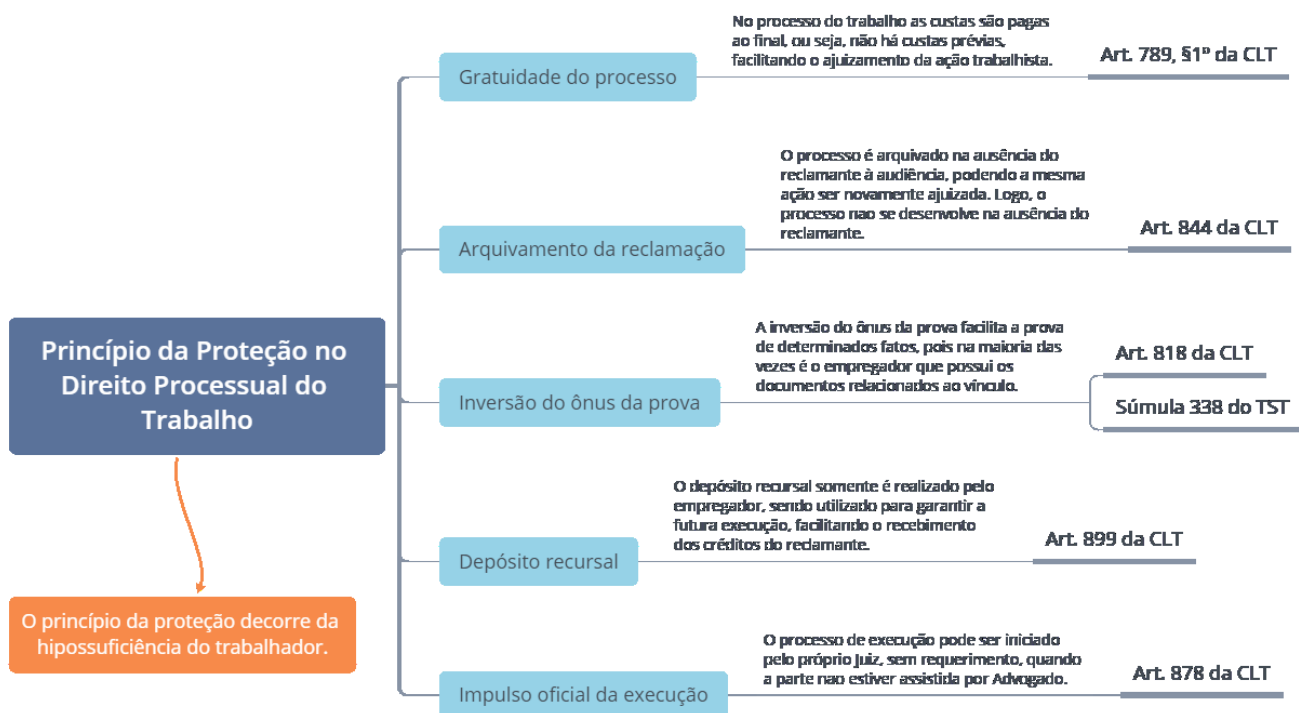 Princípio da Proteção no
Direito Processual do
Trabalho
O princípio da proteção decorre da
hipossuficiência do trabalhador.
Gratuidade do processo
No processo do trabalho as custas são pagas
ao final, ou seja, não há custas prévias,
facilitando o ajuizamento da ação trabalhista.
Art. 789, §1º da CLT
Arquivamento da reclamação
O processo é arquivado na ausência do
reclamante à audiência, podendo a mesma
ação ser novamente ajuizada. Logo, o
processo nao se desenvolve na ausência do
reclamante.
Art. 844 da CLT
Inversão do ônus da prova
A inversão do ônus da prova facilita a prova
de determinados fatos, pois na maioria das
vezes é o empregador que possui os
documentos relacionados ao vínculo.
Art. 818 da CLT
Súmula 338 do TST
Depósito recursal
O depósito recursal somente é realizado pelo
empregador, sendo utilizado para garantir a
futura execução, facilitando o recebimento
dos créditos do reclamante.
Art. 899 da CLT
Impulso oficial da execução
O processo de execução pode ser iniciado
pelo próprio Juiz, sem requerimento, quando
a parte nao estiver assistida por Advogado.
Art. 878 da CLT